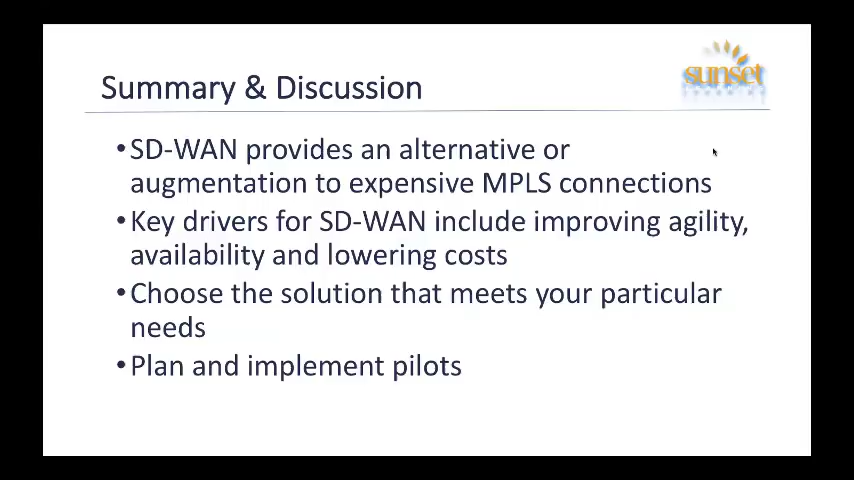 Summary & Discussion
sunset
•SD-WAN provides an alternative or
augmentation to expensive MPLS connections
•Key drivers for SD-WAN include improving agility,
availability and lowering costs
•Choose the solution that meets your particular
needs
•Plan and implement pilots